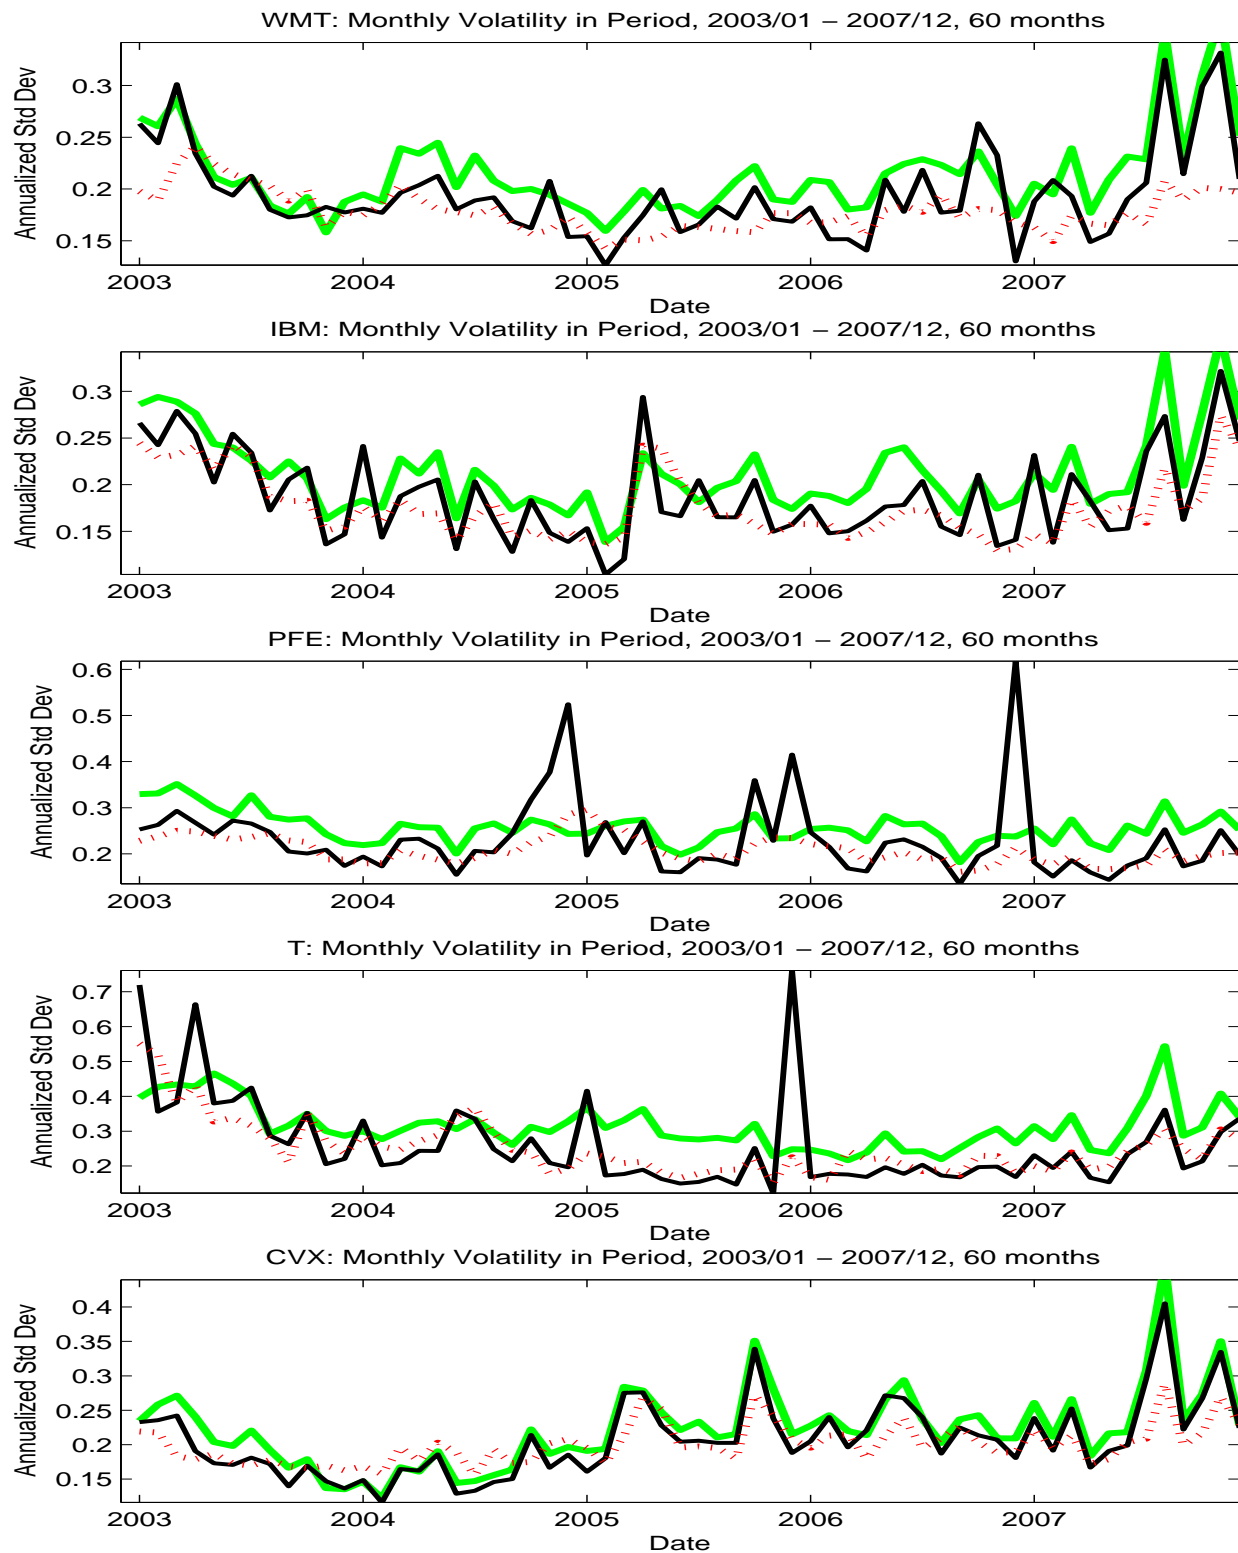 WMT: Monthly Volatility in Period, 2003/01 – 2007/12, 60 months
Annualized Std Dev
0.3
0.25
0.2
0.15
2003 2004 2005 2006 2007
Date
IBM: Monthly Volatility in Period, 2003/01 – 2007/12, 60 months
Annualized Std Dev
0.3
0.25
0.2
0.15
2003 2004 2005 2006 2007
Date
PFE: Monthly Volatility in Period, 2003/01 – 2007/12, 60 months
Annualized Std Dev
0.6
0.5
0.4
0.3
0.2
2003 2004 2005 2006 2007
Date
T: Monthly Volatility in Period, 2003/01 – 2007/12, 60 months
Annualized Std Dev
0.7
0.6
0.5
0.4
0.3
0.2
2003 2004 2005 2006 2007
Date
CVX: Monthly Volatility in Period, 2003/01 – 2007/12, 60 months
Annualized Std Dev
0.4
0.35
0.3
0.25
0.2
0.15
2003 2004 2005 2006 2007
Date